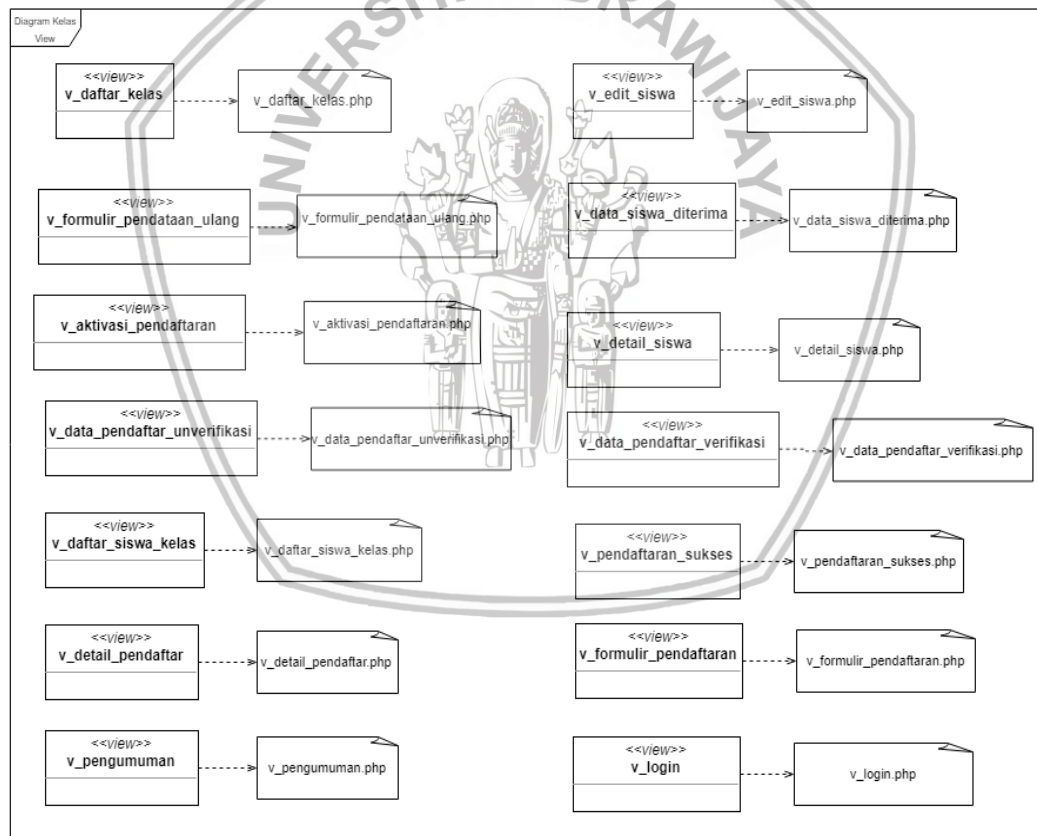 Diagram Kelas
View
<<view>>
v_daftar_kelas
v_daftar_kelas.php
<<view>>
v_edit_siswa
v_edit_siswa.php
<<view>>
v_formulir_pendataan_ulang
v_formulir_pendataan_ulang.php
<<view>>
v_data_siswa_diterima
v_data_siswa_diterima.php
<<view>>
v_aktivasi_pendaftaran
v_aktivasi_pendaftaran.php
<<view>>
v_detail_siswa
v_detail_siswa.php
<<view>>
v_data_pendaftar_unverifikasi
v_data_pendaftar_unverifikasi.php
<<view>>
v_data_pendaftar_verifikasi
v_data_pendaftar_verifikasi.php
<<view>>
v_daftar_siswa_kelas
v_daftar_siswa_kelas.php
<<view>>
v_pendaftaran_sukses
v_pendaftaran_sukses.php
<<view>>
v_detail_pendaftar
v_detail_pendaftar.php
<<view>>
v_formulir_pendaftaran
v_formulir_pendaftaran.php
<<view>>
v_pengumuman
v_pengumuman.php
<<view>>
v_login
v_login.php